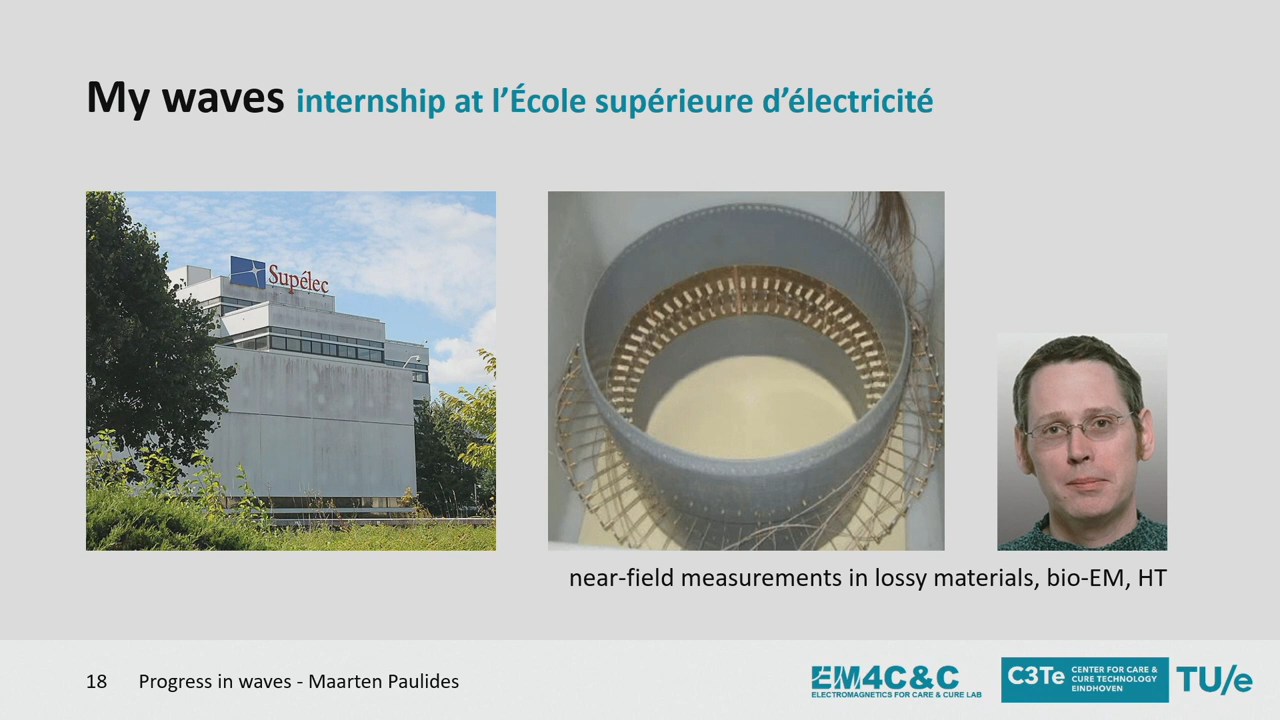 My waves internship at l'École supérieure d'électricité
Supélec
near-field measurements in lossy materials, bio-EM, HT
18 Progress in waves - Maarten Paulides
EM4C&C
ELECTROMAGNETICS FOR CARE & CURE LAB
C3Te
CENTER FOR CARE &
CURE TECHNOLOGY
EINDHOVEN
TU/e